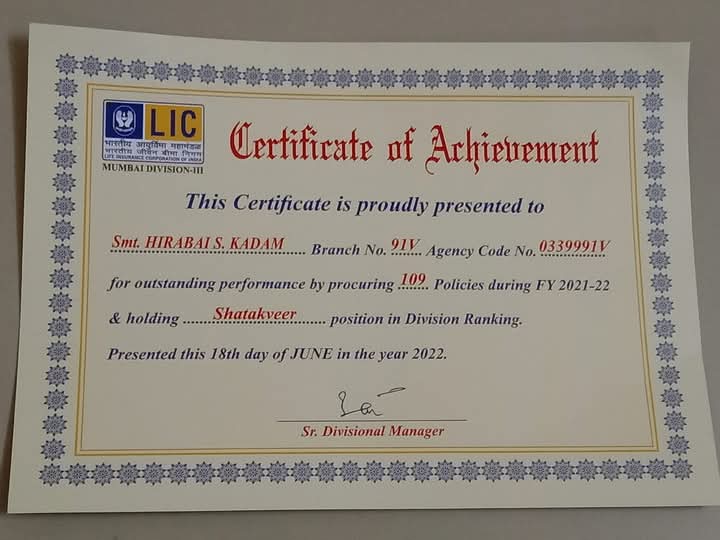 LIC
भारतीय आयुर्विमा महामंडळ
भारतीय जीवन बीमा निगम
LIFE INSURANCE CORPORATION OF INDIA
MUMBAI DIVISION-III
Certificate of Achievement
This Certificate is proudly presented to
Smt. HIRABAI S. KADAM Branch No. 91V Agency Code No. 0339991V
for outstanding performance by procuring 109 Policies during FY 2021-22
& holding Shatakveer position in Division Ranking.
Presented this 18th day of JUNE in the year 2022.
Sr. Divisional Manager